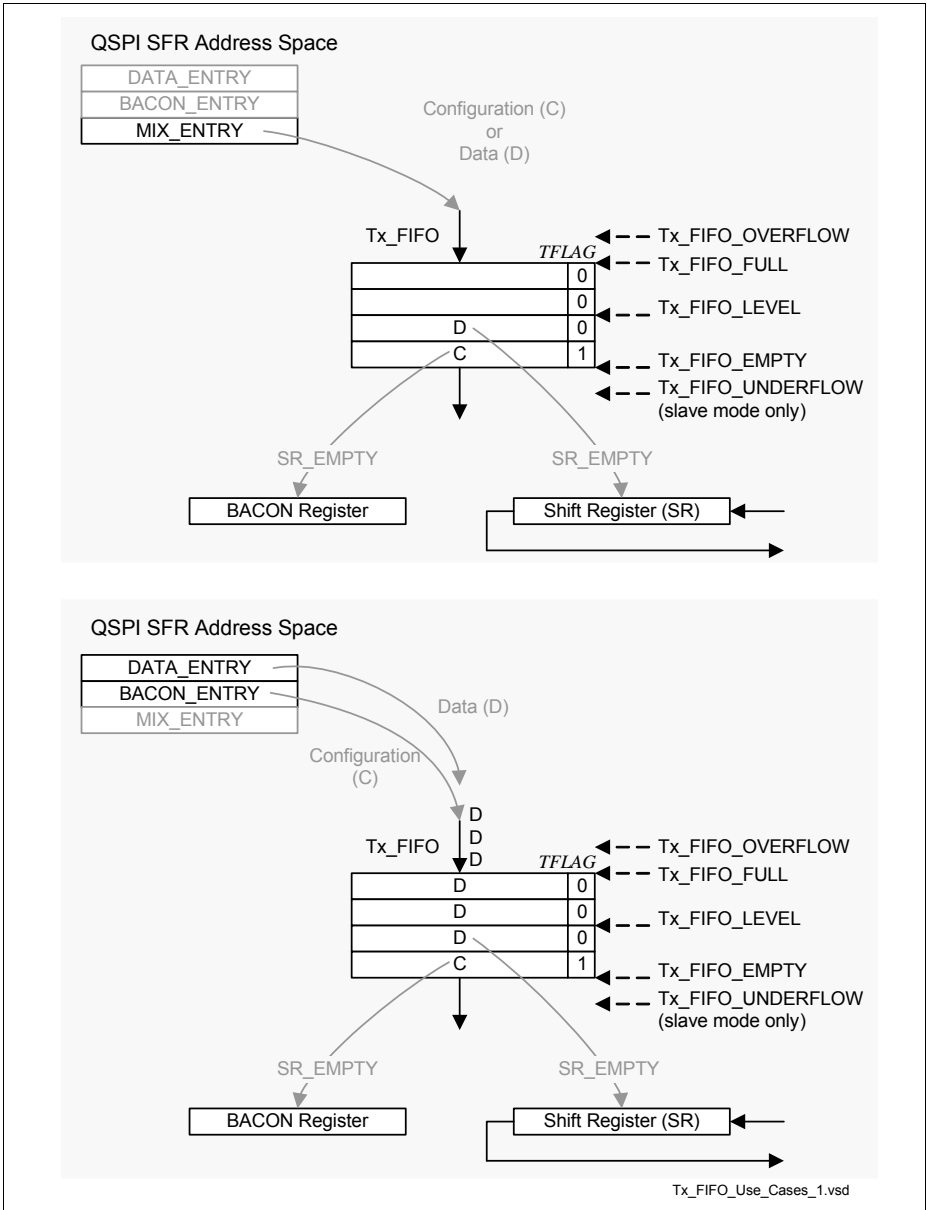 QSPI SFR Address Space
DATA_ENTRY
BACON_ENTRY
MIX_ENTRY
Configuration (C)
or
Data (D)
Tx_FIFO
TFLAG
Tx_FIFO_OVERFLOW
Tx_FIFO_FULL
0
0
Tx_FIFO_LEVEL
D 0
C 1
Tx_FIFO_EMPTY
Tx_FIFO_UNDERFLOW
(slave mode only)
SR_EMPTY
SR_EMPTY
BACON Register
Shift Register (SR)
QSPI SFR Address Space
DATA_ENTRY
BACON_ENTRY
MIX_ENTRY
Data (D)
Configuration
(C)
D
D
D
Tx_FIFO
TFLAG
Tx_FIFO_OVERFLOW
Tx_FIFO_FULL
D 0
D 0
Tx_FIFO_LEVEL
D 0
C 1
Tx_FIFO_EMPTY
Tx_FIFO_UNDERFLOW
(slave mode only)
SR_EMPTY
SR_EMPTY
BACON Register
Shift Register (SR)
Tx_FIFO_Use_Cases_1.vsd